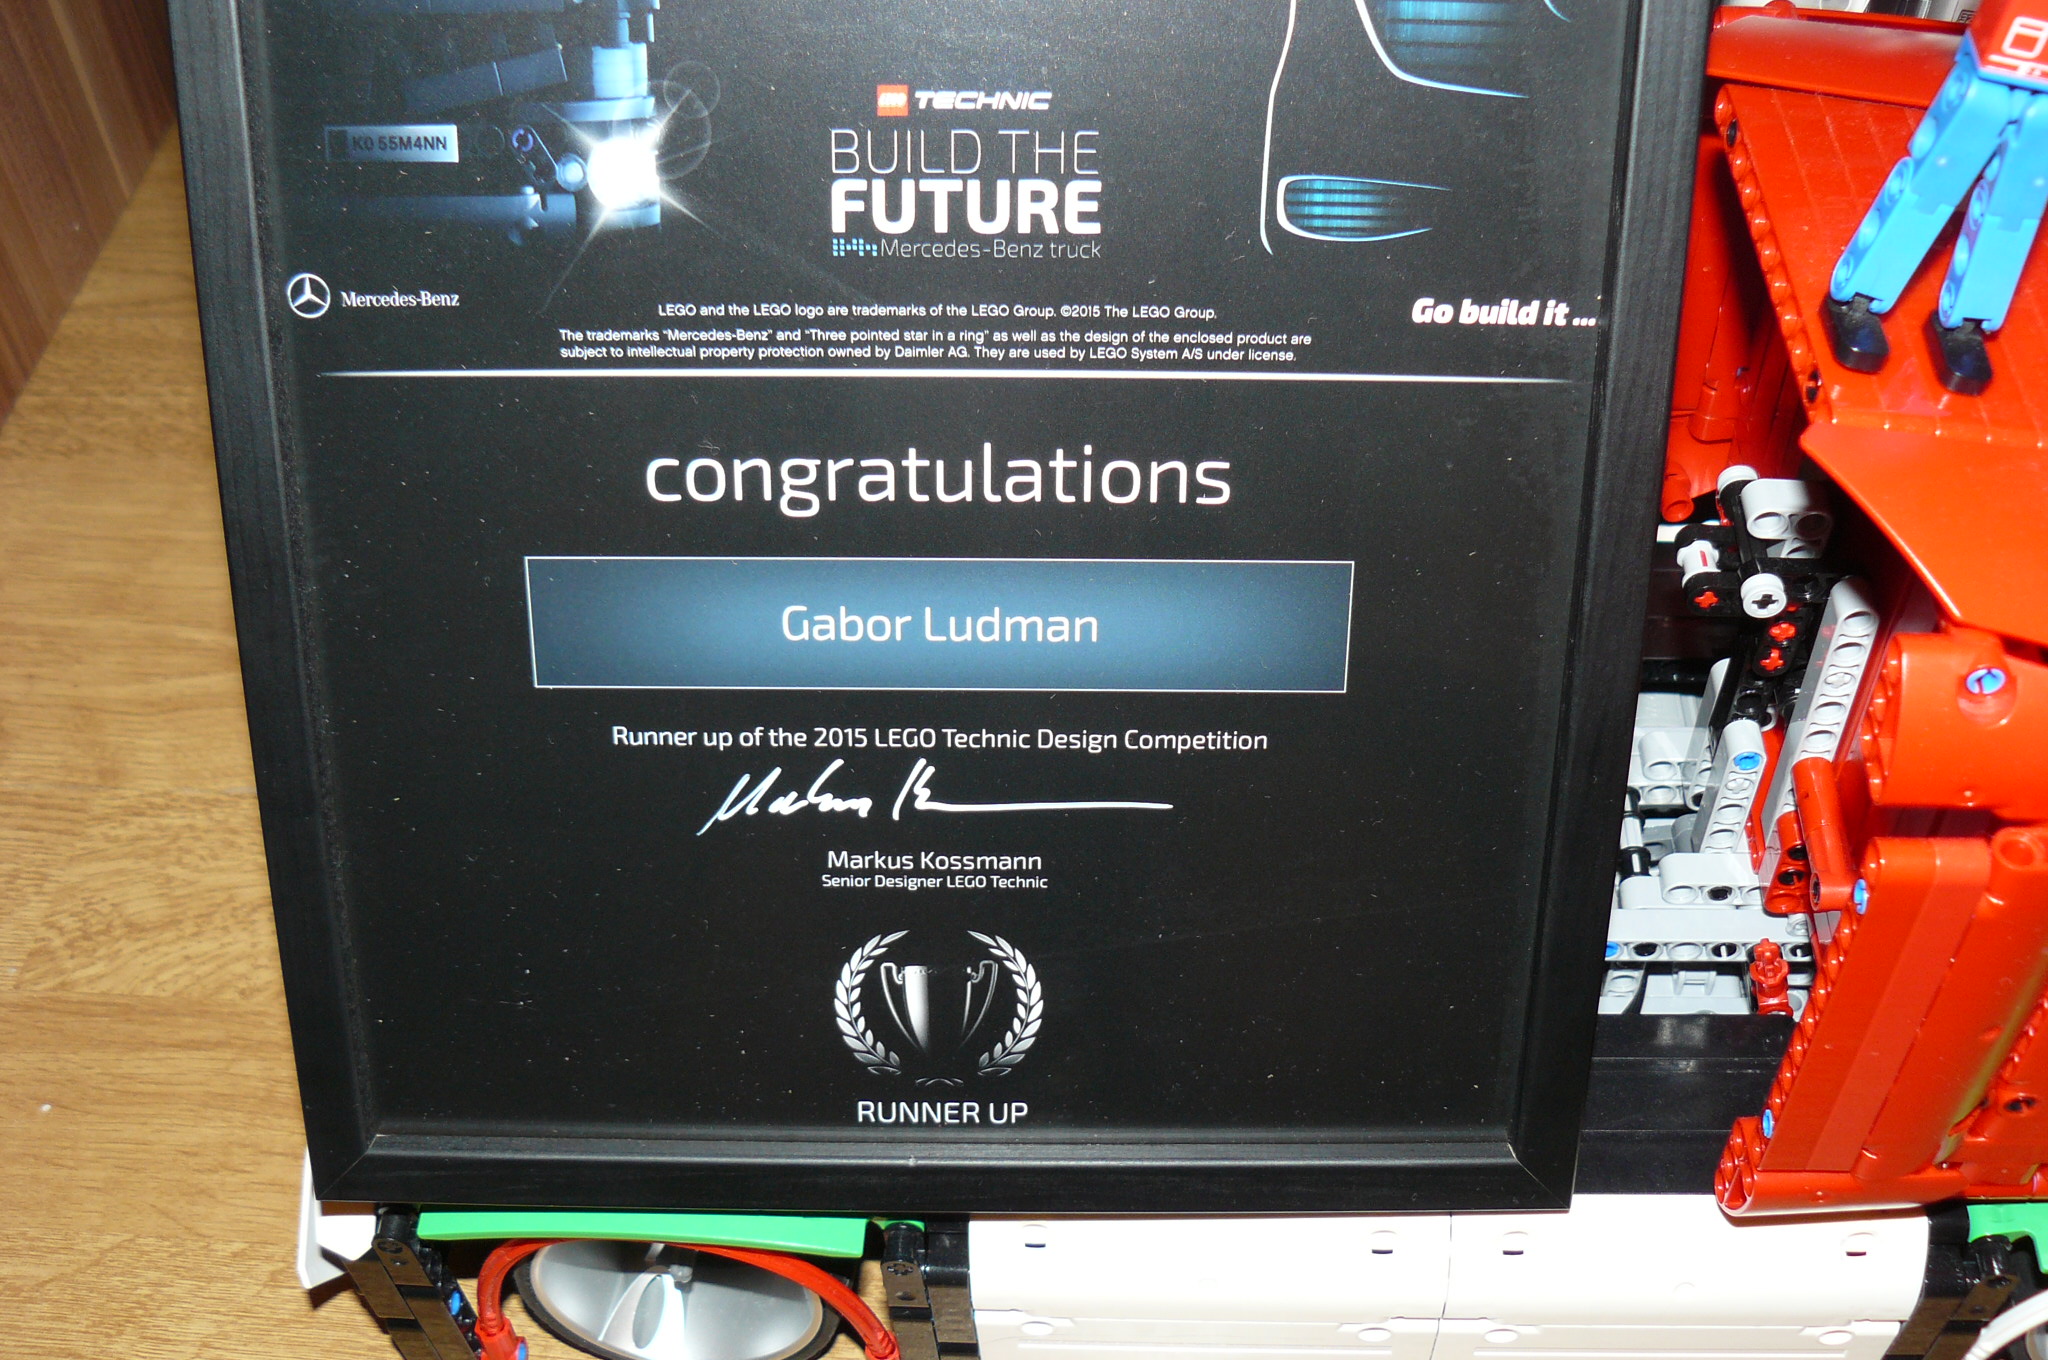 LEGO TECHNIC
BUILD THE
FUTURE
Mercedes-Benz truck
K0 55M4NN
Mercedes-Benz
LEGO and the LEGO logo are trademarks of the LEGO Group. ©2015 The LEGO Group.
Go build it ...
The trademarks "Mercedes-Benz" and "Three pointed star in a ring" as well as the design of the enclosed product are
subject to intellectual property protection owned by Daimler AG. They are used by LEGO System A/S under license.
congratulations
Gabor Ludman
Runner up of the 2015 LEGO Technic Design Competition
Markus Kossmann
Senior Designer LEGO Technic
RUNNER UP